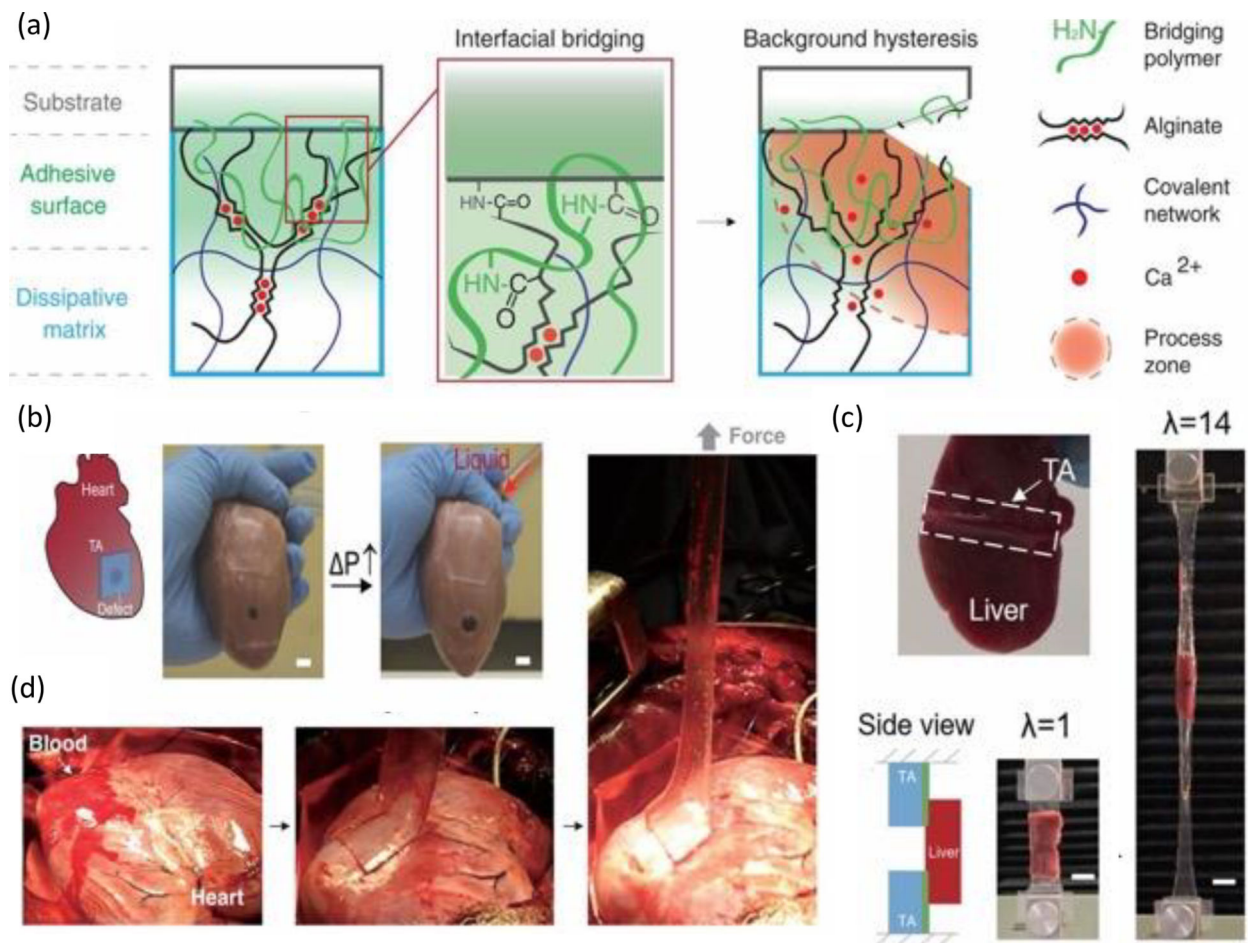 (a)
Interfacial bridging
Background hysteresis
Substrate
Adhesive
surface
Dissipative
matrix
HN-C=O
HN-C
O
HN-C
O
H₂N-
Bridging
polymer
Alginate
Covalent
network
Ca 2+
Process
zone
(b)
Heart
TA
Defect
ΔP↑
Liquid
Force
(c)
TA
Liver
λ=14
Side view
λ=1
TA
Liver
TA
(d)
Blood
Heart